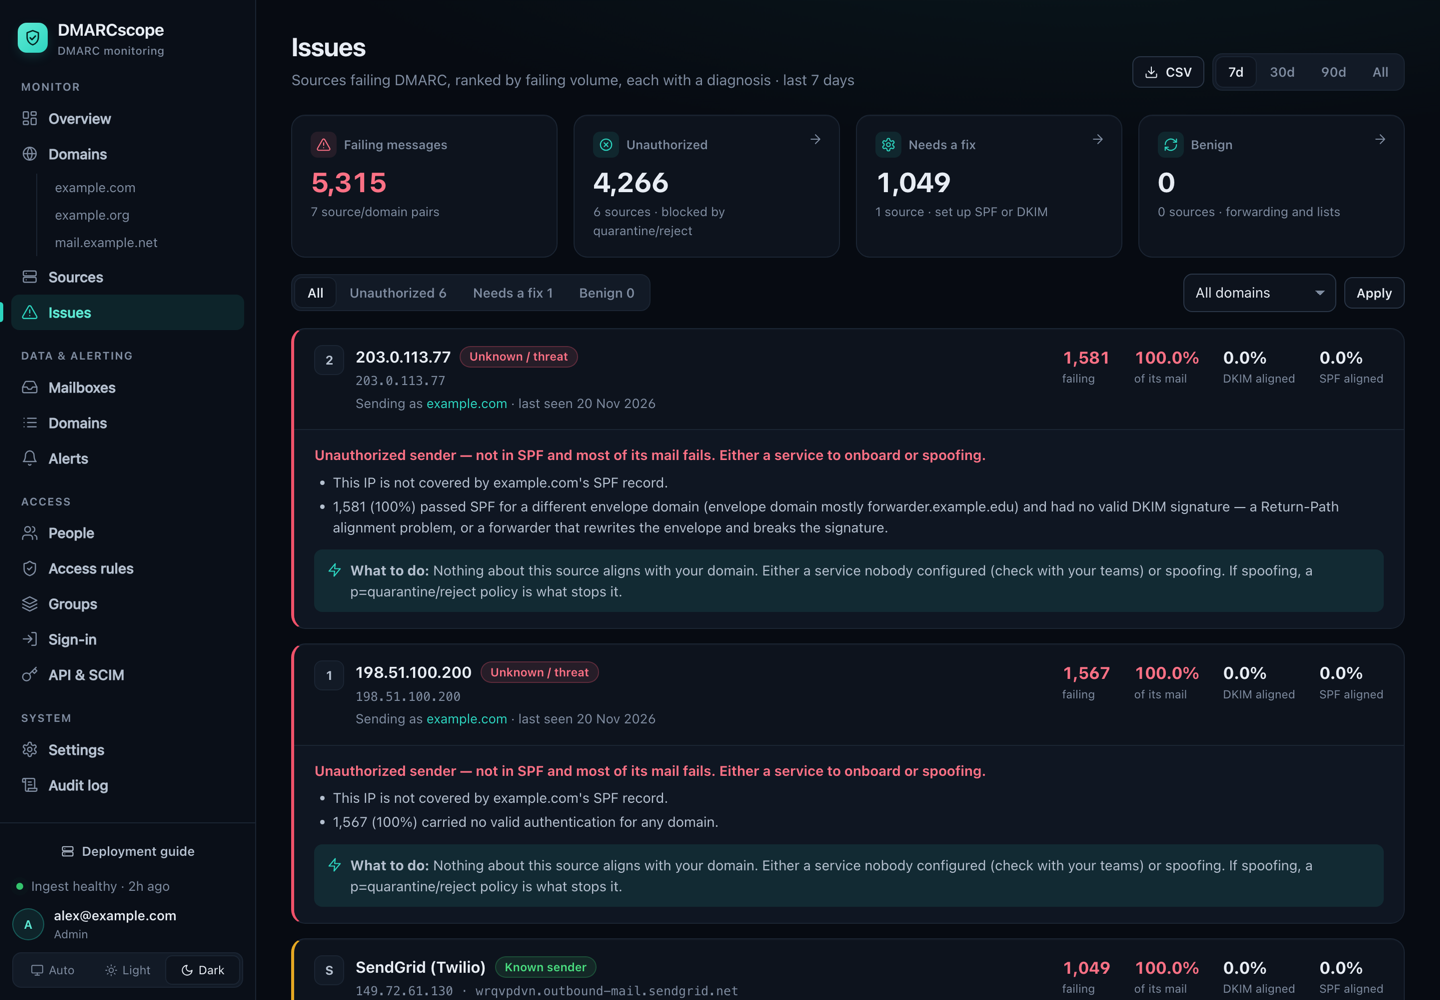 DMARCscope
DMARC monitoring
MONITOR
Overview
Domains
example.com
example.org
mail.example.net
Sources
Issues
DATA & ALERTING
Mailboxes
Domains
Alerts
ACCESS
People
Access rules
Groups
Sign-in
API & SCIM
SYSTEM
Settings
Audit log
Deployment guide
Ingest healthy · 2h ago
A
alex@example.com
Admin
Auto
Light
Dark
Issues
Sources failing DMARC, ranked by failing volume, each with a diagnosis · last 7 days
CSV
7d
30d
90d
All
Failing messages
5,315
7 source/domain pairs
Unauthorized
4,266
6 sources · blocked by
quarantine/reject
Needs a fix
1,049
1 source · set up SPF or DKIM
Benign
0
0 sources · forwarding and lists
All
Unauthorized 6
Needs a fix 1
Benign 0
All domains
Apply
2
203.0.113.77
Unknown / threat
203.0.113.77
Sending as example.com · last seen 20 Nov 2026
1,581
failing
100.0%
of its mail
0.0%
DKIM aligned
0.0%
SPF aligned
Unauthorized sender — not in SPF and most of its mail fails. Either a service to onboard or spoofing.
• This IP is not covered by example.com's SPF record.
• 1,581 (100%) passed SPF for a different envelope domain (envelope domain mostly forwarder.example.edu) and had no valid DKIM signature — a Return-Path
alignment problem, or a forwarder that rewrites the envelope and breaks the signature.
What to do: Nothing about this source aligns with your domain. Either a service nobody configured (check with your teams) or spoofing. If spoofing, a
p=quarantine/reject policy is what stops it.
1
198.51.100.200
Unknown / threat
198.51.100.200
Sending as example.com · last seen 20 Nov 2026
1,567
failing
100.0%
of its mail
0.0%
DKIM aligned
0.0%
SPF aligned
Unauthorized sender — not in SPF and most of its mail fails. Either a service to onboard or spoofing.
• This IP is not covered by example.com's SPF record.
• 1,567 (100%) carried no valid authentication for any domain.
What to do: Nothing about this source aligns with your domain. Either a service nobody configured (check with your teams) or spoofing. If spoofing, a
p=quarantine/reject policy is what stops it.
S
SendGrid (Twilio)
Known sender
149.72.61.130 · wrqvpdvn.outbound-mail.sendgrid.net
1,049
failing
100.0%
of its mail
0.0%
DKIM aligned
0.0%
SPF aligned